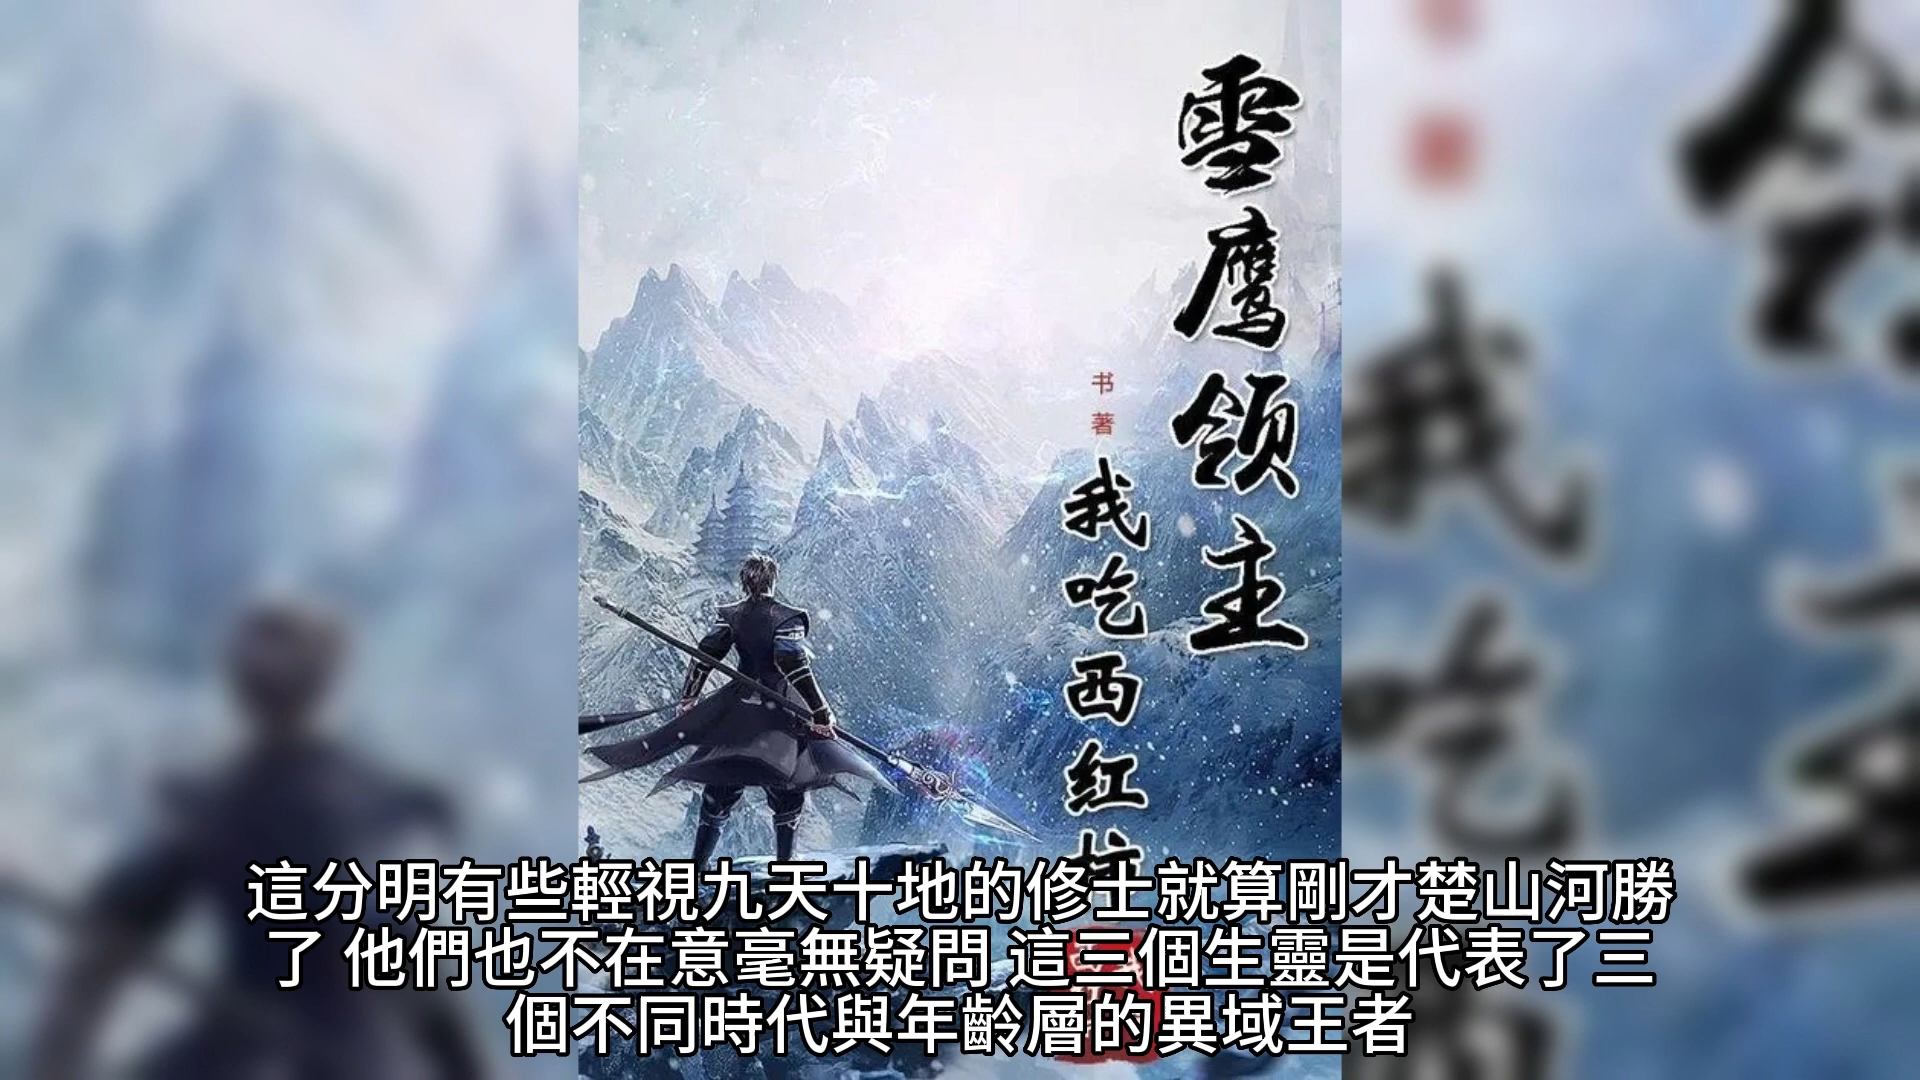 雪鹰领主
书著
我吃西红柿
這分明有些輕視九天十地的修士就算剛才楚山河勝
了 他們也不在意毫無疑問 這三個生靈是代表了三
個不同時代與年齡層的異域王者